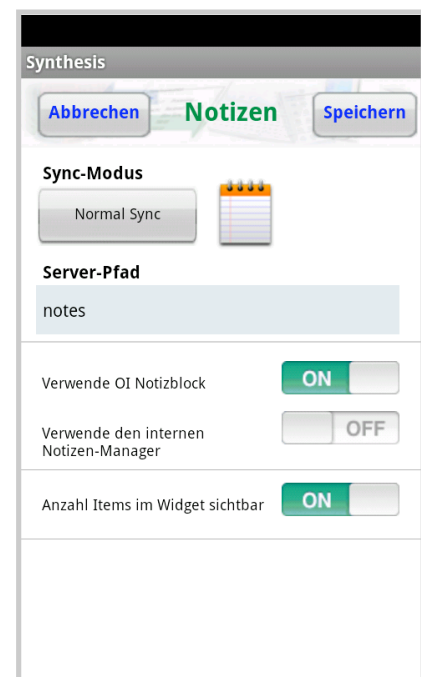 Synthesis
Abbrechen Notizen Speichern
Sync-Modus
Normal Sync
Server-Pfad
notes
Verwende OI Notizblock ON
Verwende den internen OFF
Notizen-Manager
Anzahl Items im Widget sichtbar ON